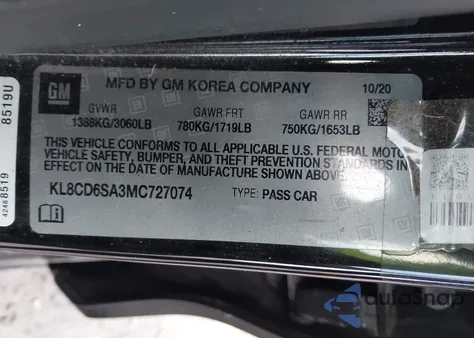 GM
MFD BY GM KOREA COMPANY 10/20
GVWR GAWR FRT GAWR RR
1388KG/3060LB 780KG/1719LB 750KG/1653LB
THIS VEHICLE CONFORMS TO ALL APPLICABLE U.S. FEDERAL MOTO
VEHICLE SAFETY, BUMPER, AND THEFT PREVENTION STANDARDS IN
EFFECT ON THE DATE OF MANUFACTURE SHOWN ABOVE.
KL8CD6SA3MC727074 TYPE: PASS CAR
8519U
42488519
autoSnap